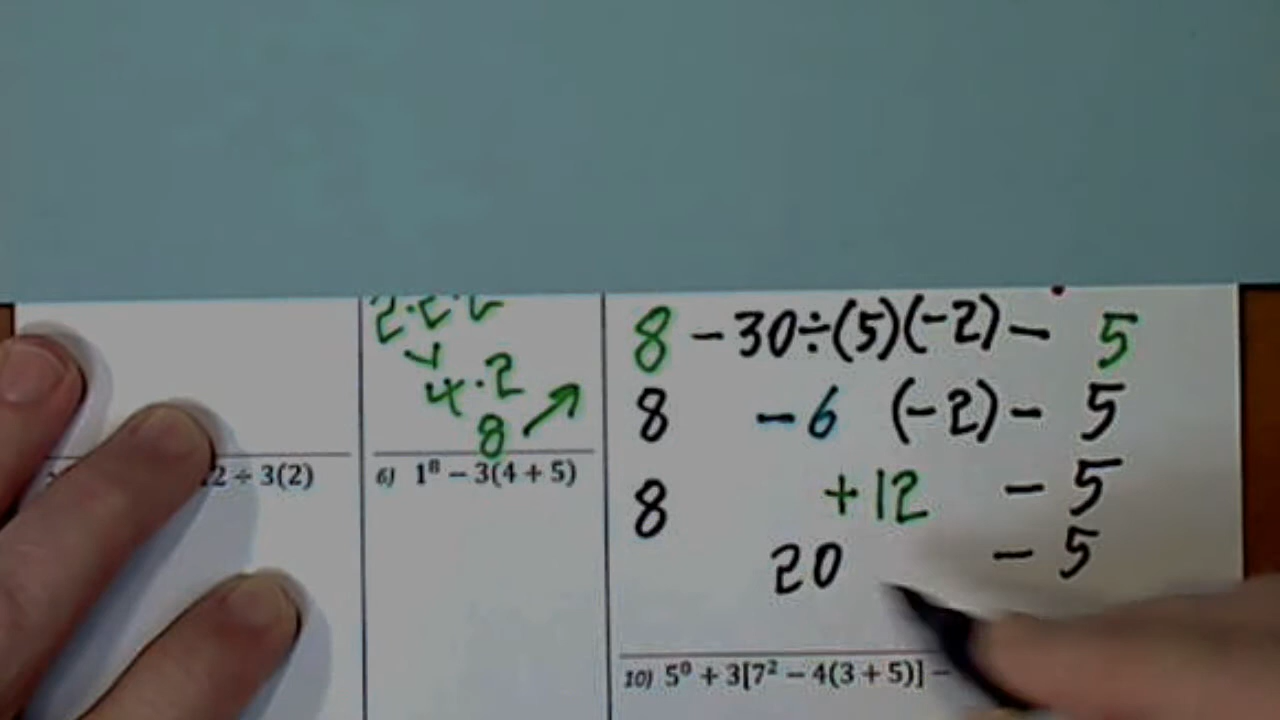 2·2·2
4·2
8
2 ÷ 3(2)
6) 1⁸ − 3(4 + 5)
8 − 30 ÷ (5)(−2) − 5
8 − 6 (−2) − 5
8 + 12 − 5
20 − 5
10) 5⁰ + 3[7² − 4(3 + 5)] −